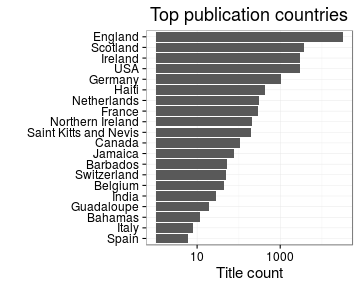 Top publication countries
England
Scotland
Ireland
USA
Germany
Haiti
Netherlands
France
Northern Ireland
Saint Kitts and Nevis
Canada
Jamaica
Barbados
Switzerland
Belgium
India
Guadaloupe
Bahamas
Italy
Spain
10 1000
Title count